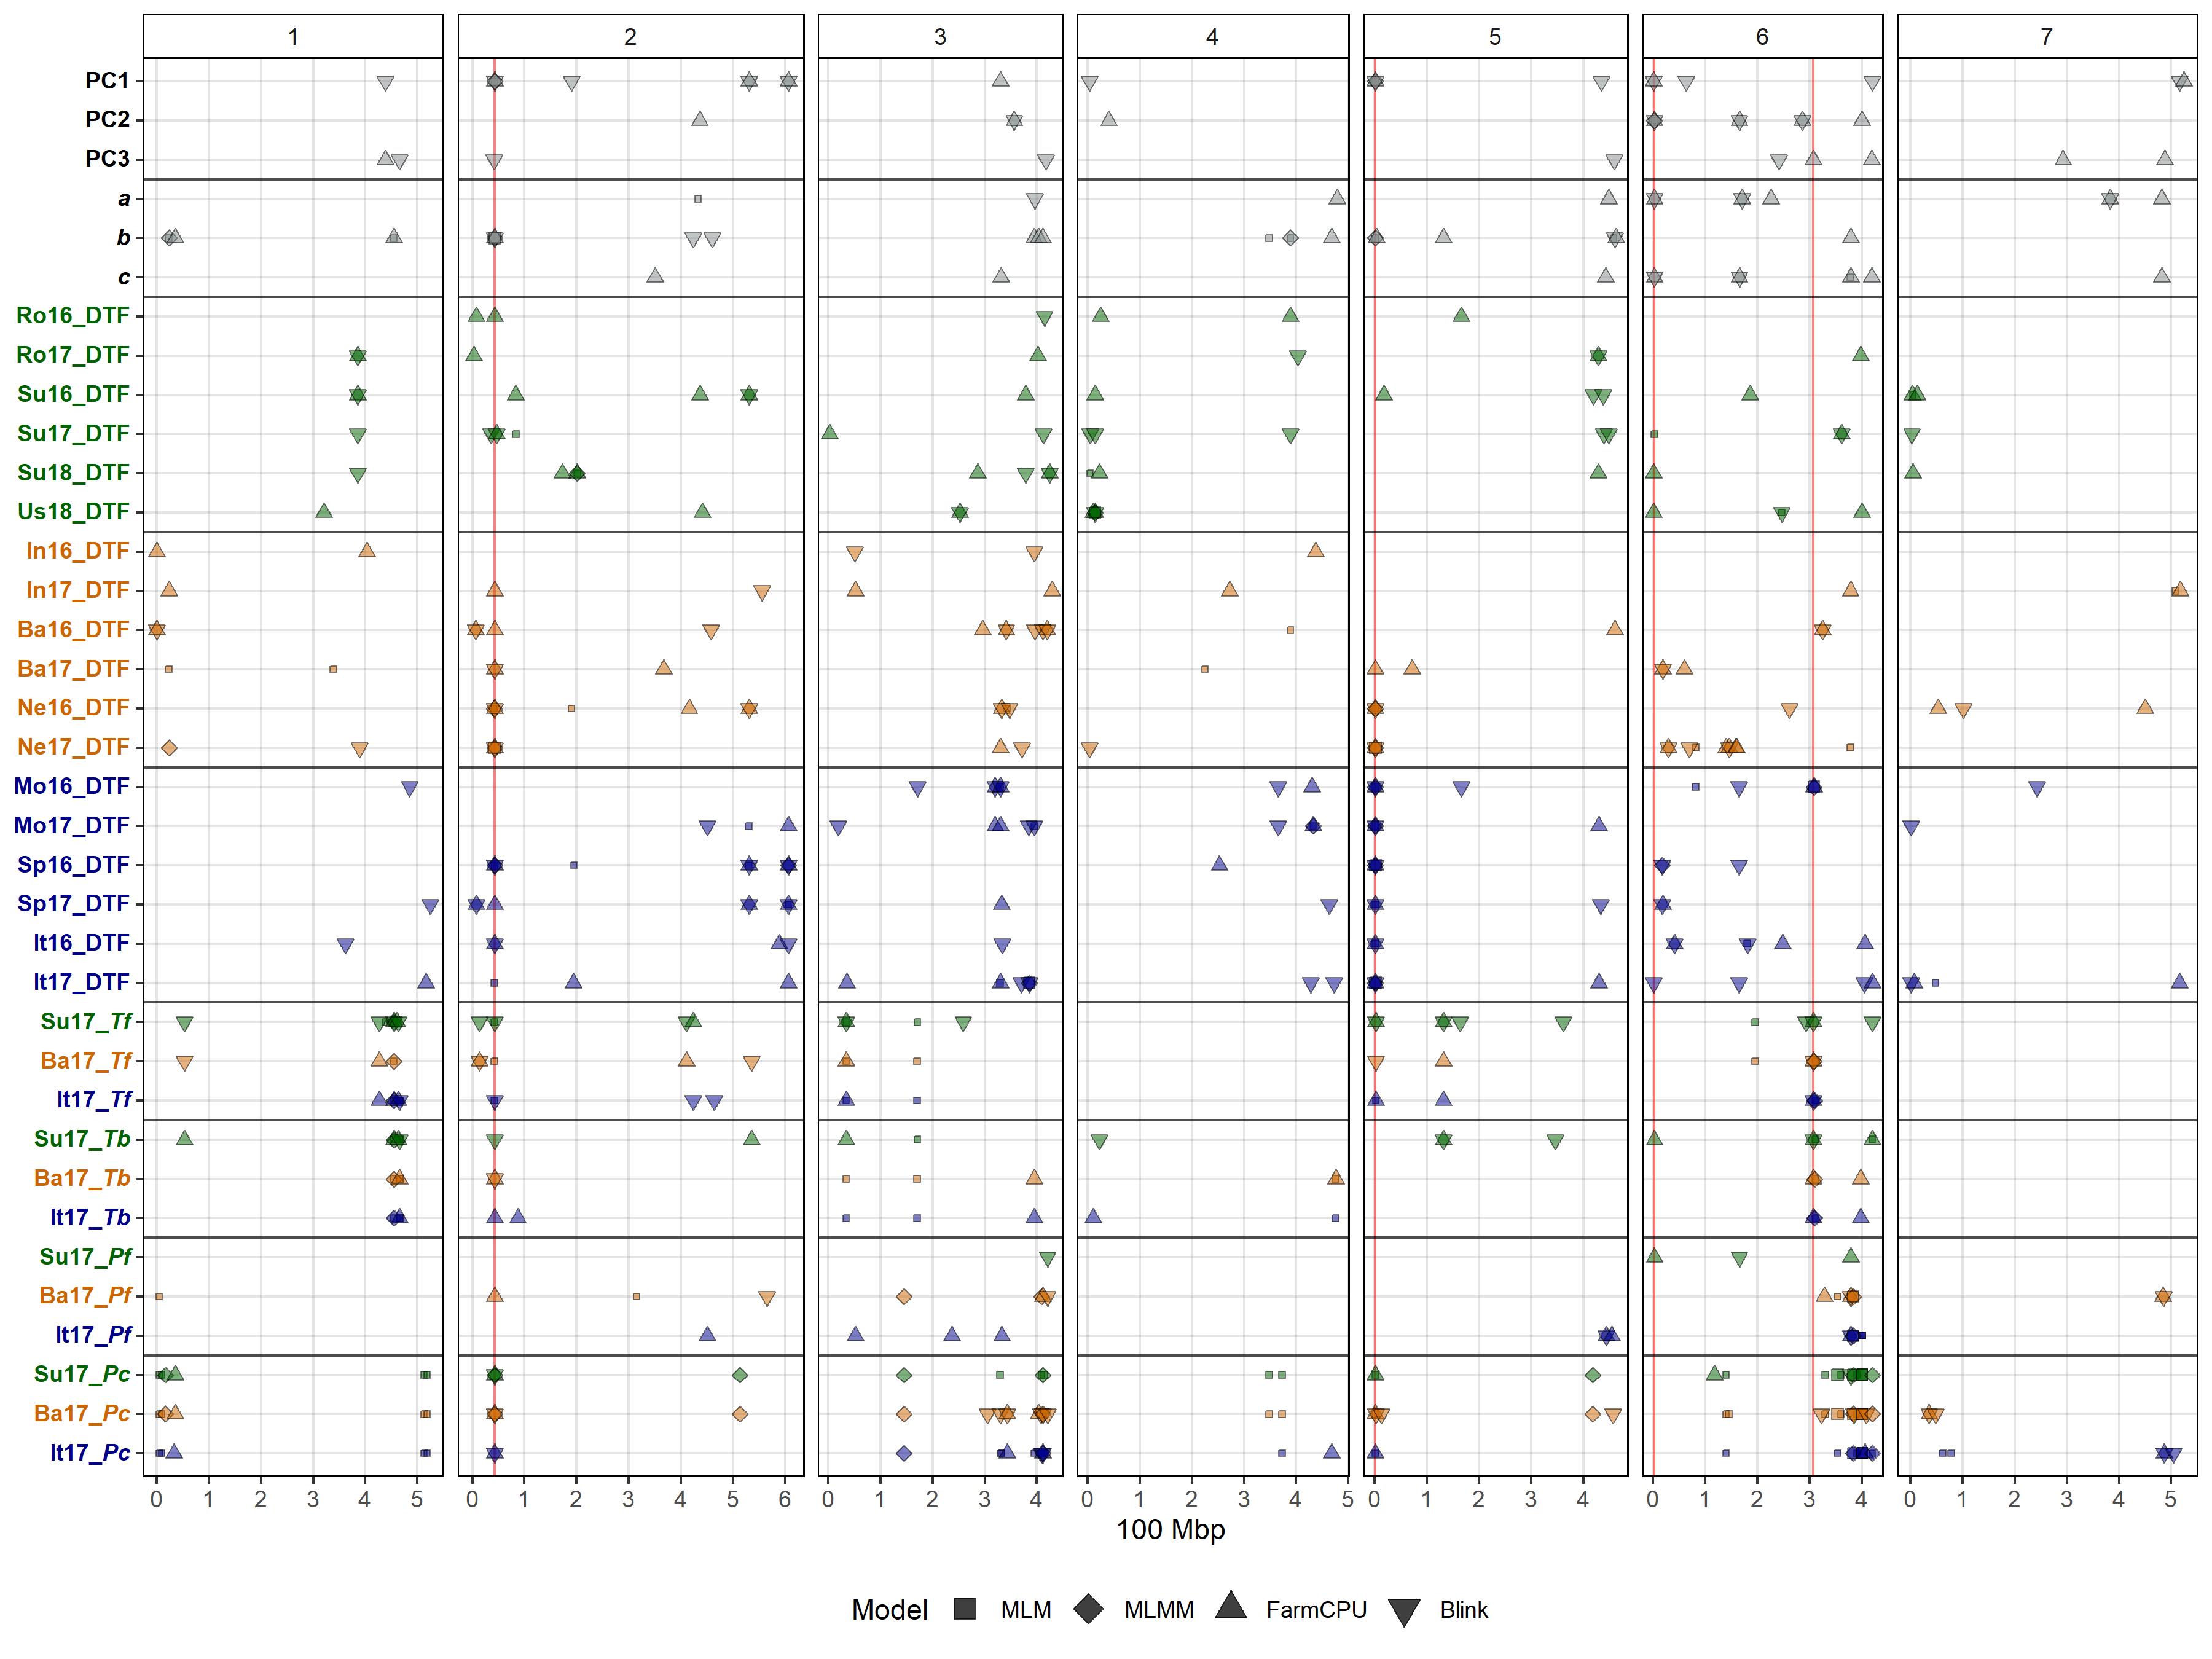 1 2 3 4 5 6 7
PC1
PC2
PC3
a
b
c
Ro16_DTF
Ro17_DTF
Su16_DTF
Su17_DTF
Su18_DTF
Us18_DTF
In16_DTF
In17_DTF
Ba16_DTF
Ba17_DTF
Ne16_DTF
Ne17_DTF
Mo16_DTF
Mo17_DTF
Sp16_DTF
Sp17_DTF
It16_DTF
It17_DTF
Su17_Tf
Ba17_Tf
It17_Tf
Su17_Tb
Ba17_Tb
It17_Tb
Su17_Pf
Ba17_Pf
It17_Pf
Su17_Pc
Ba17_Pc
It17_Pc
0 1 2 3 4 5 0 1 2 3 4 5 6 0 1 2 3 4 0 1 2 3 4 5 0 1 2 3 4 0 1 2 3 4 0 1 2 3 4 5
100 Mbp
Model MLM MLMM FarmCPU Blink